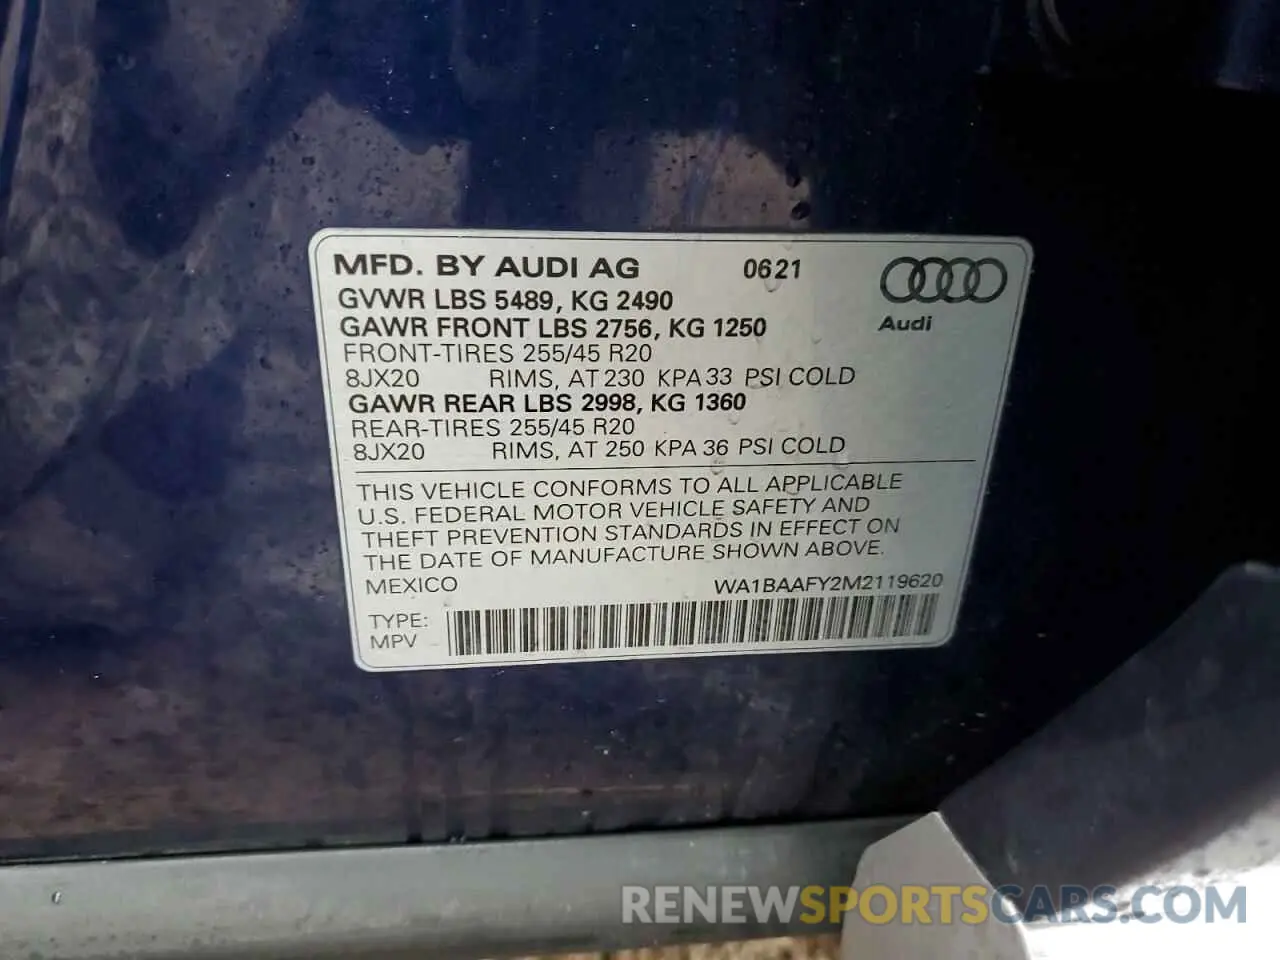 MFD. BY AUDI AG 0621
GVWR LBS 5489, KG 2490
GAWR FRONT LBS 2756, KG 1250
Audi
FRONT-TIRES 255/45 R20
8JX20 RIMS, AT 230 KPA 33 PSI COLD
GAWR REAR LBS 2998, KG 1360
REAR-TIRES 255/45 R20
8JX20 RIMS, AT 250 KPA 36 PSI COLD
THIS VEHICLE CONFORMS TO ALL APPLICABLE
U.S. FEDERAL MOTOR VEHICLE SAFETY AND
THEFT PREVENTION STANDARDS IN EFFECT ON
THE DATE OF MANUFACTURE SHOWN ABOVE.
MEXICO WA1BAAFY2M2119620
TYPE:
MPV
RENEWSPORTSCARS.COM